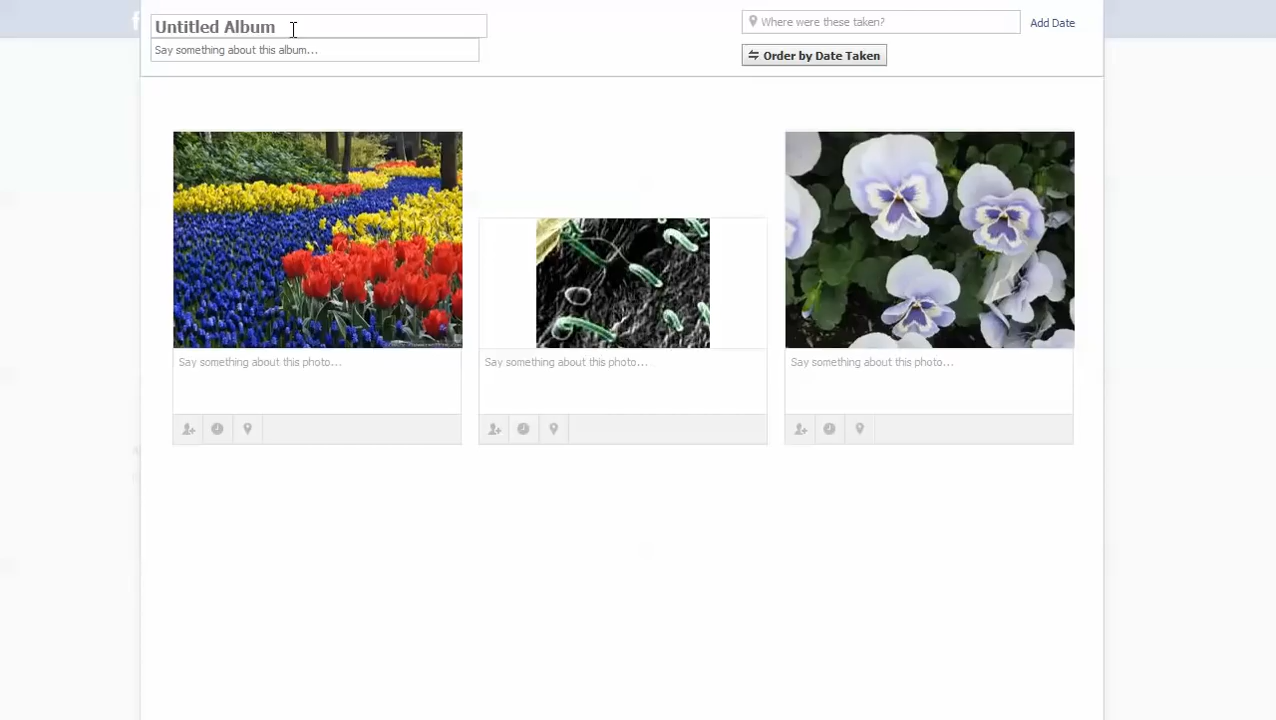 Untitled Album
Say something about this album...
Where were these taken?
Add Date
Order by Date Taken
Say something about this photo...
Say something about this photo...
Say something about this photo...